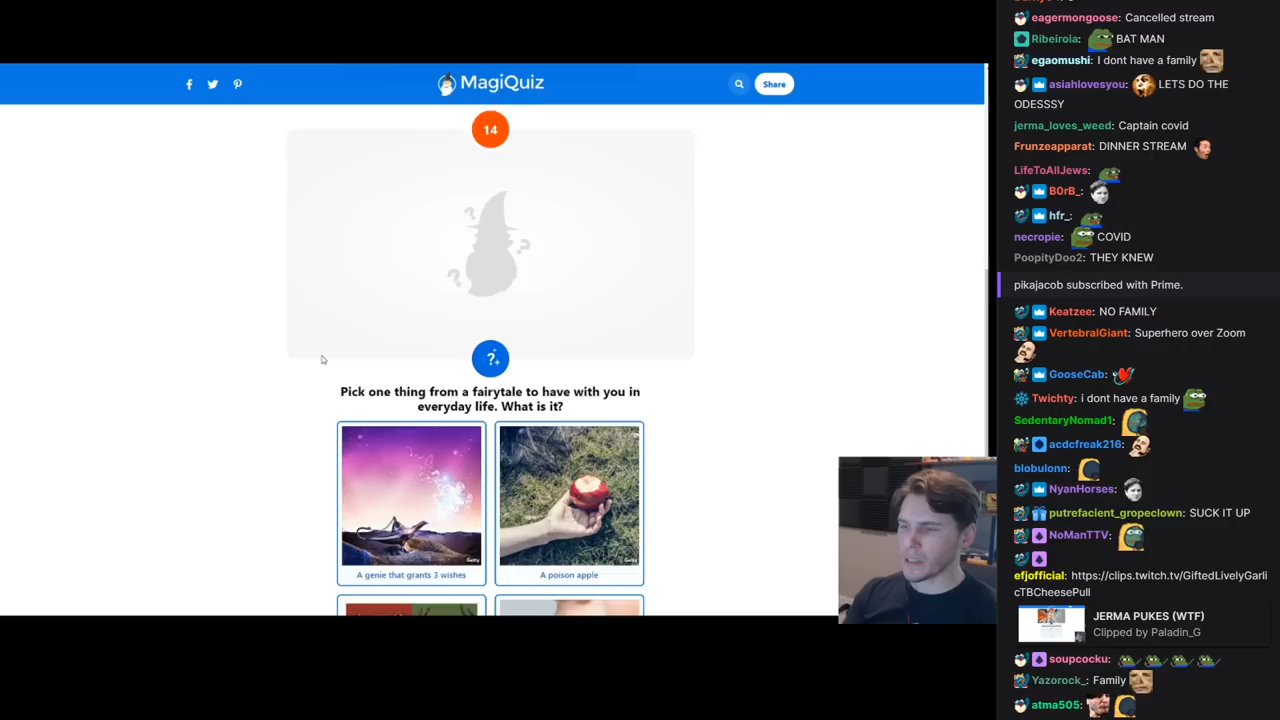 MagiQuiz
Share
14
?
Pick one thing from a fairytale to have with you in
everyday life. What is it?
Getty
A genie that grants 3 wishes
Getty
A poison apple
eagermongoose: Cancelled stream
Ribeiroia: BAT MAN
egaomushi: I dont have a family
asiahlovesyou: LETS DO THE
ODESSSY
jerma_loves_weed: Captain covid
Frunzeapparat: DINNER STREAM
LifeToAllJews:
B0rB_:
hfr_:
necropie: COVID
PoopityDoo2: THEY KNEW
pikajacob subscribed with Prime.
Keatzee: NO FAMILY
VertebralGiant: Superhero over Zoom
GooseCab:
Twichty: i dont have a family
SedentaryNomad1:
acdcfreak216:
blobulonn:
NyanHorses:
putrefacient_gropeclown: SUCK IT UP
NoManTTV:
efjofficial: https://clips.twitch.tv/GiftedLivelyGarli
cTBCheesePull
JERMA PUKES (WTF)
Clipped by Paladin_G
soupcocku:
Yazorock_: Family
atma505: